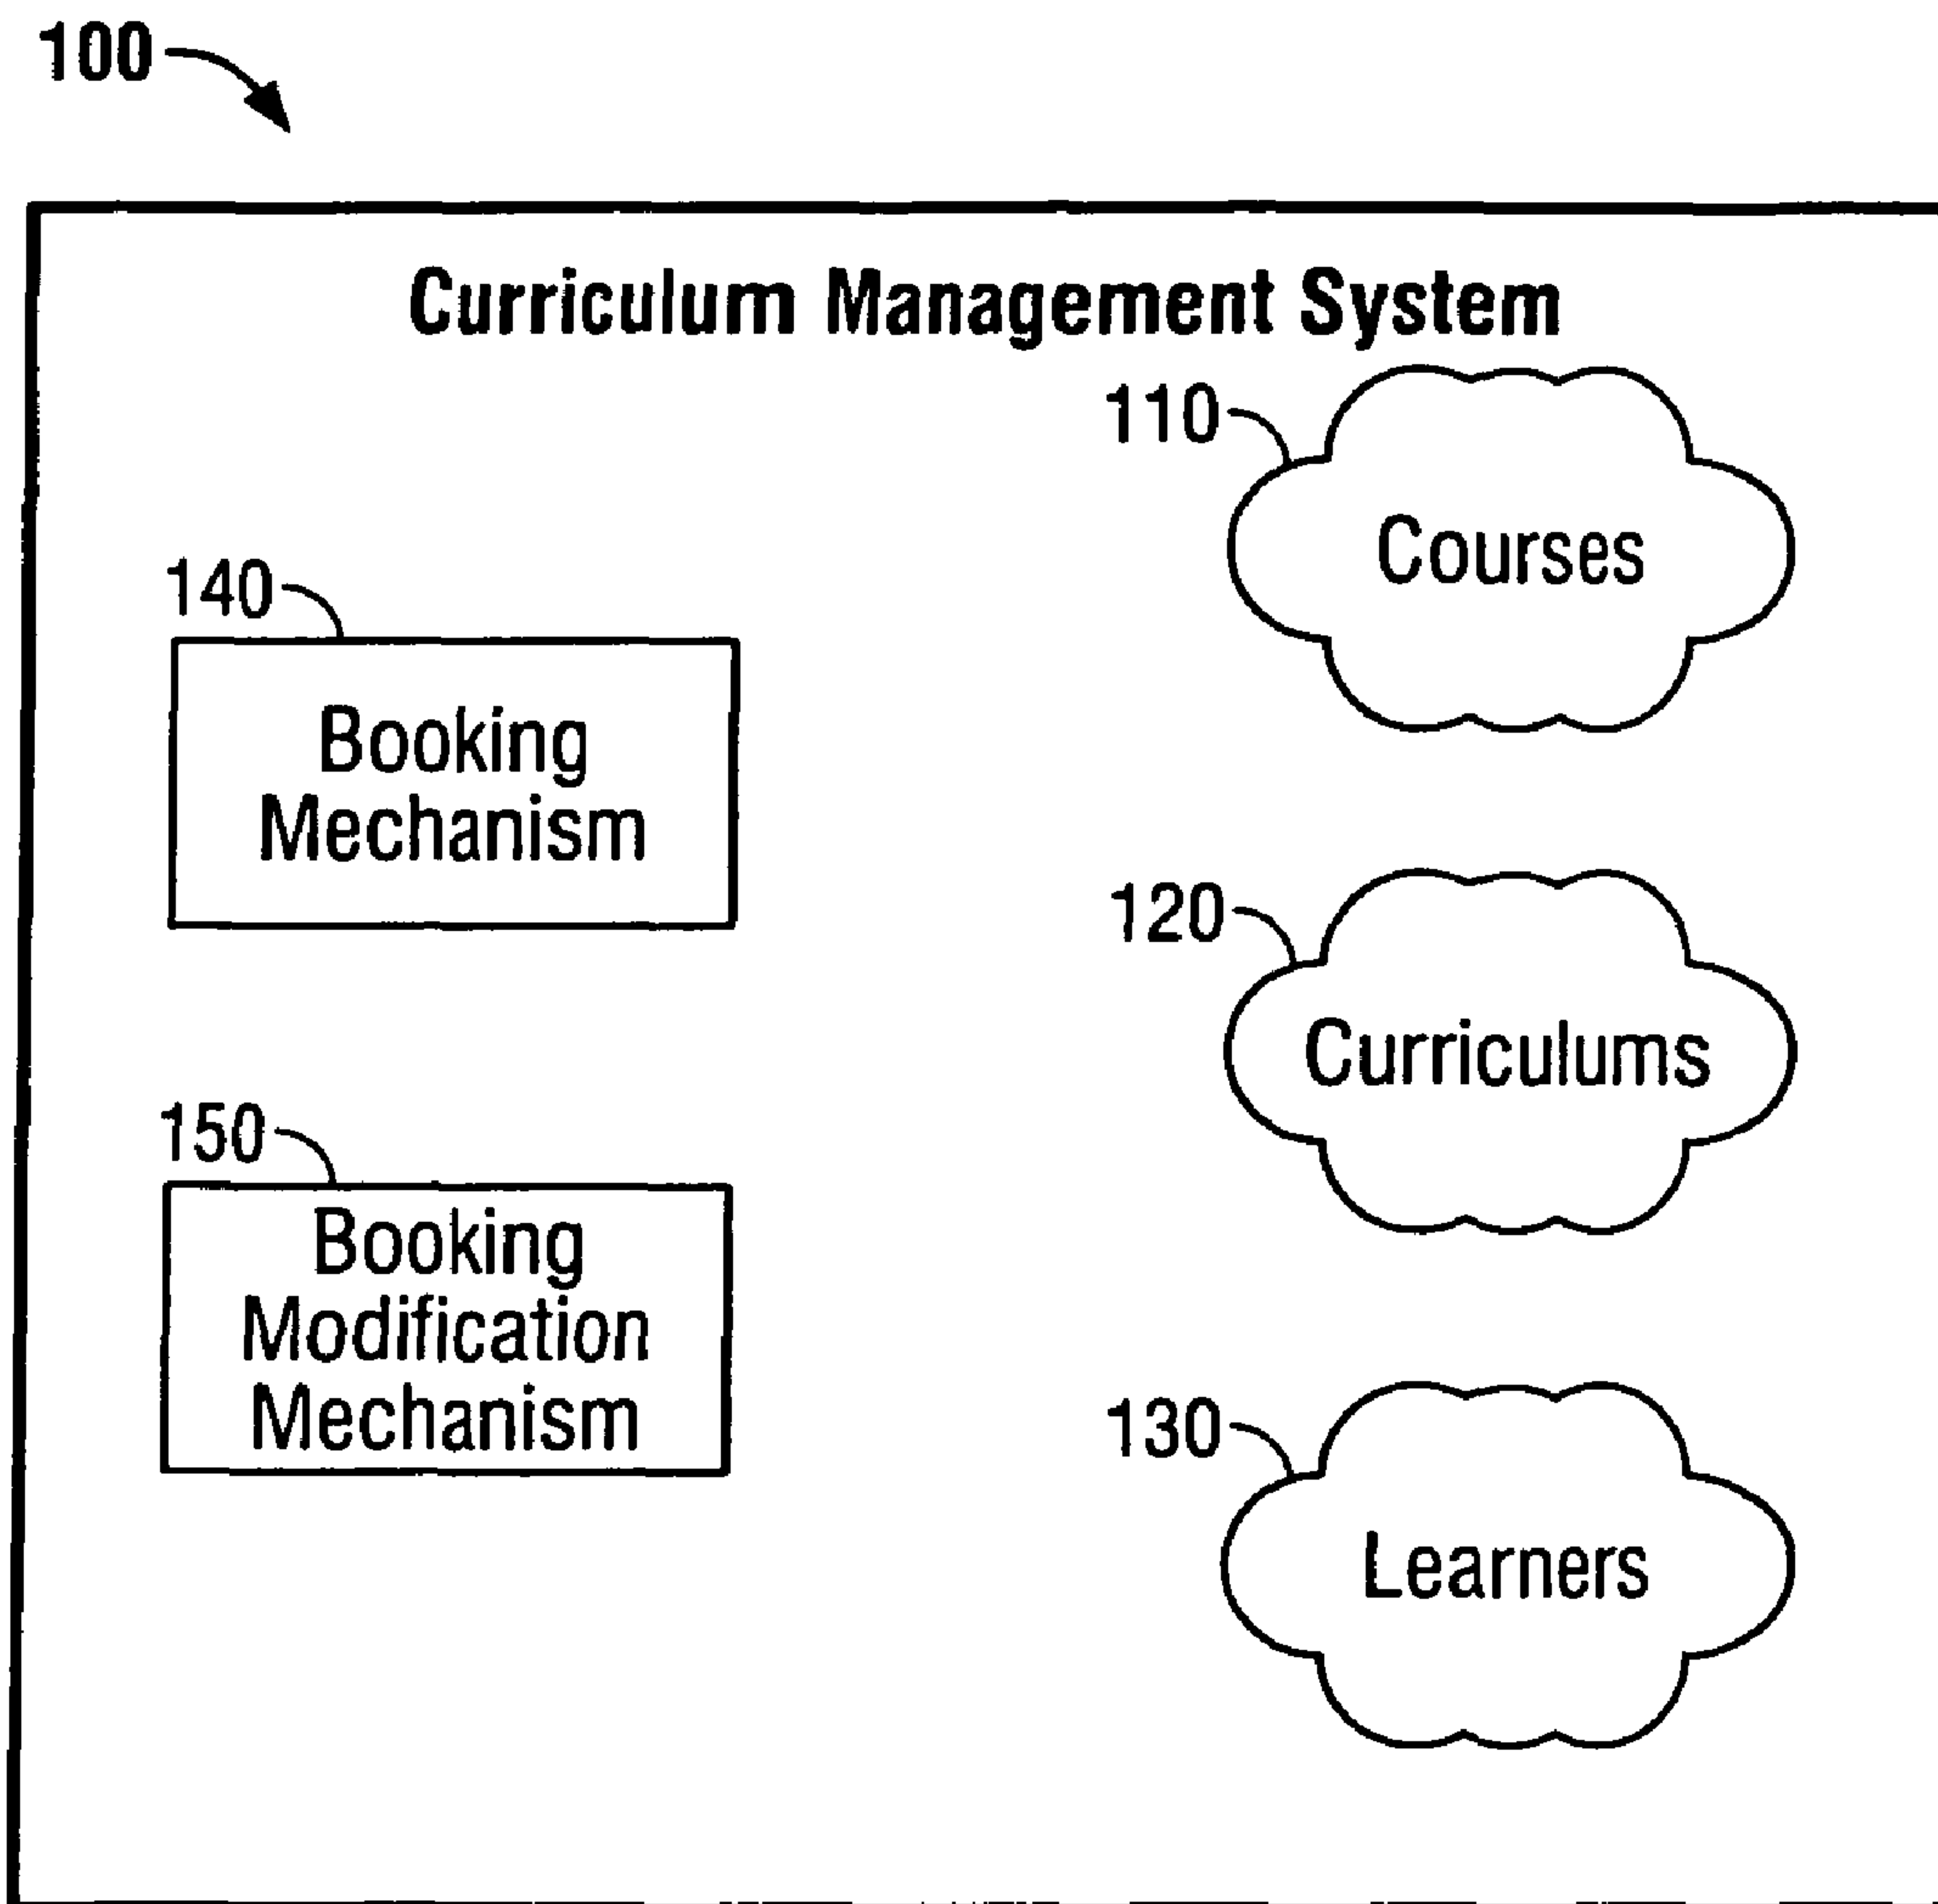 100
Curriculum Management System
110
Courses
140
Booking
Mechanism
120
Curriculums
150
Booking
Modification
Mechanism
130
Learners